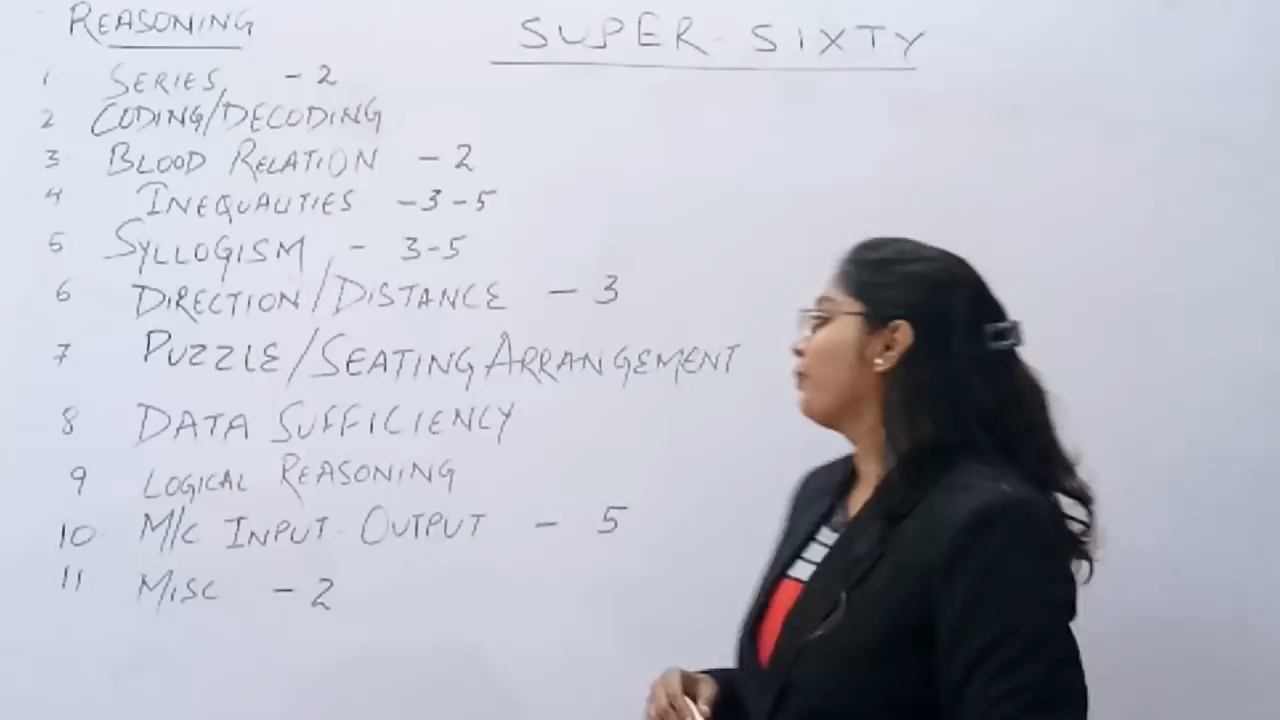 REASONING
SUPER-SIXTY
1 SERIES - 2
2 CODING/DECODING
3 BLOOD RELATION - 2
4 INEQUALITIES - 3 - 5
5 SYLLOGISM - 3-5
6 DIRECTION/DISTANCE - 3
7 PUZZLE/SEATING ARRANGEMENT
8 DATA SUFFICIENCY
9 LOGICAL REASONING
10 M/C INPUT-OUTPUT - 5
11 MISC - 2